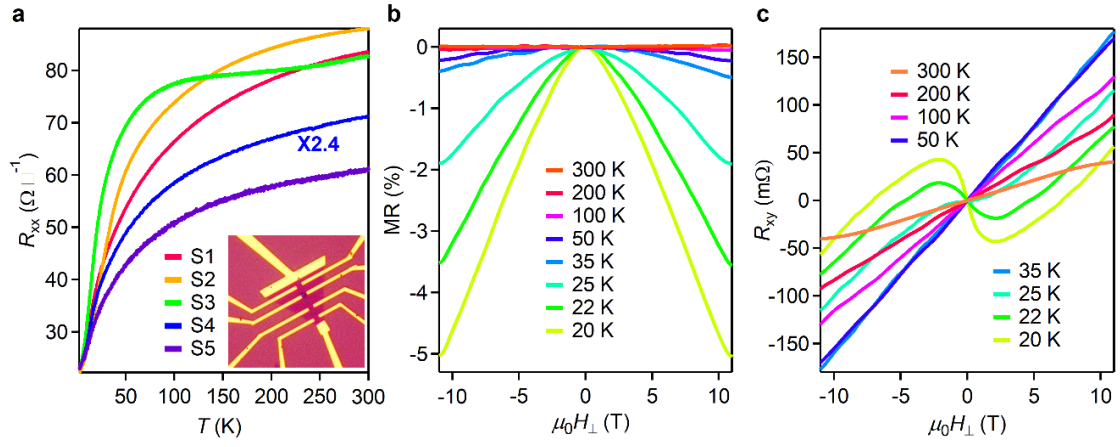 a
R_xx (Ω □⁻¹)
80
70
60
50
40
30
X2.4
S1
S2
S3
S4
S5
50 100 150 200 250 300
T (K)
b
MR (%)
0
-1
-2
-3
-4
-5
300 K
200 K
100 K
50 K
35 K
25 K
22 K
20 K
-10 -5 0 5 10
μ₀H⊥ (T)
c
R_xy (mΩ)
150
100
50
0
-50
-100
-150
300 K
200 K
100 K
50 K
35 K
25 K
22 K
20 K
-10 -5 0 5 10
μ₀H⊥ (T)